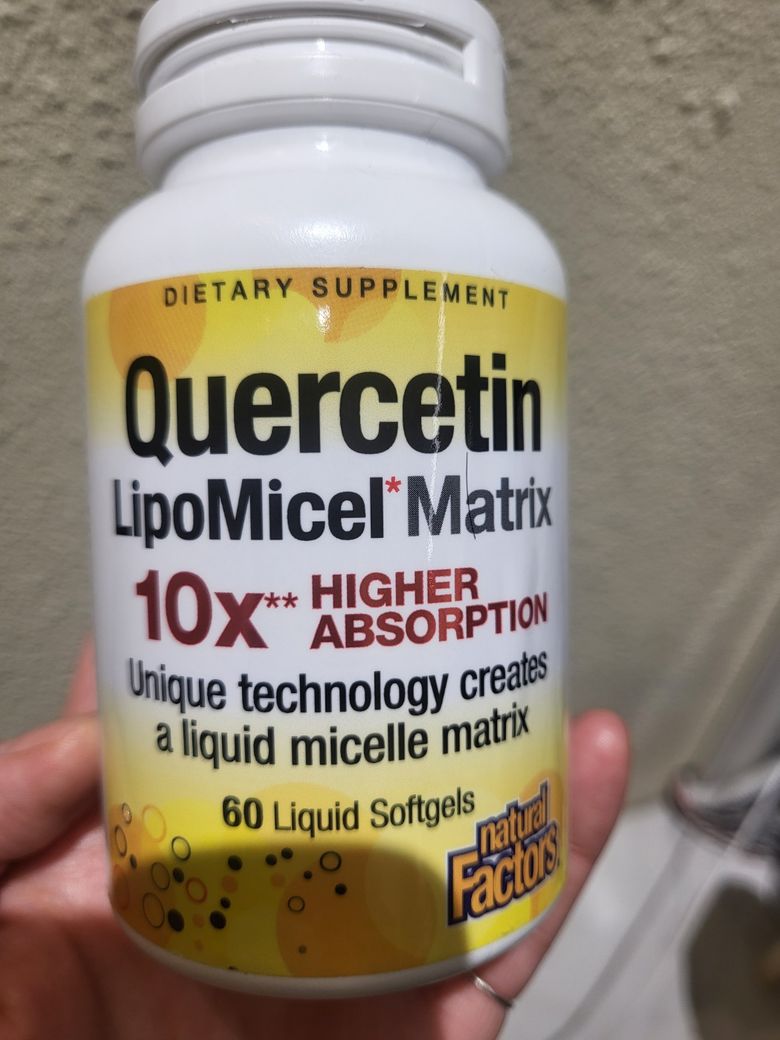 DIETARY SUPPLEMENT
Quercetin
LipoMicel* Matrix
10x** HIGHER
ABSORPTION
Unique technology creates
a liquid micelle matrix
60 Liquid Softgels
natural
Factors